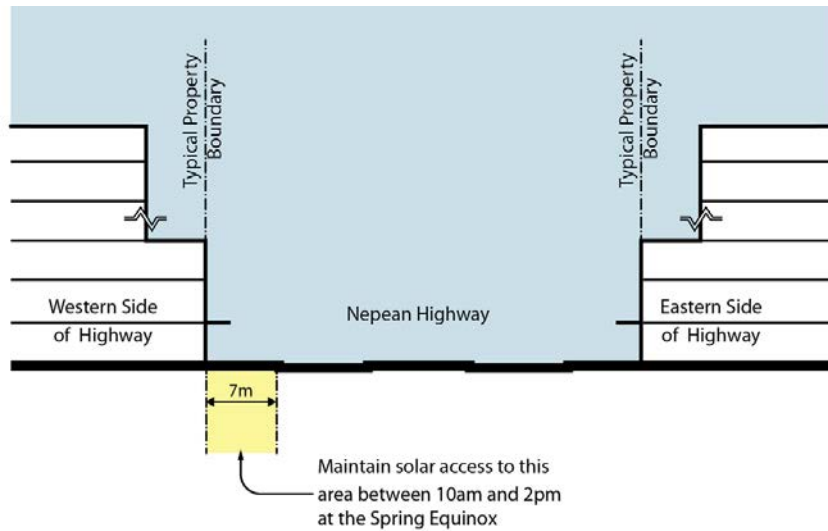 Typical Property
Boundary
Typical Property
Boundary
Western Side
of Highway
Nepean Highway
Eastern Side
of Highway
7m
Maintain solar access to this
area between 10am and 2pm
at the Spring Equinox